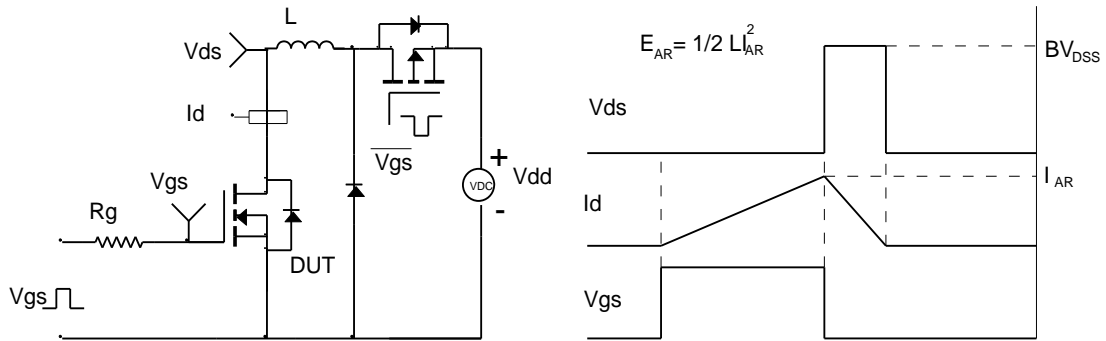 L
Vds
Id
Vgs
Vgs
+
Vdd
VDC
-
Vgs
Rg
DUT
Vgs
E_AR = 1/2 LI_AR^2
BV_DSS
Vds
I_AR
Id
Vgs